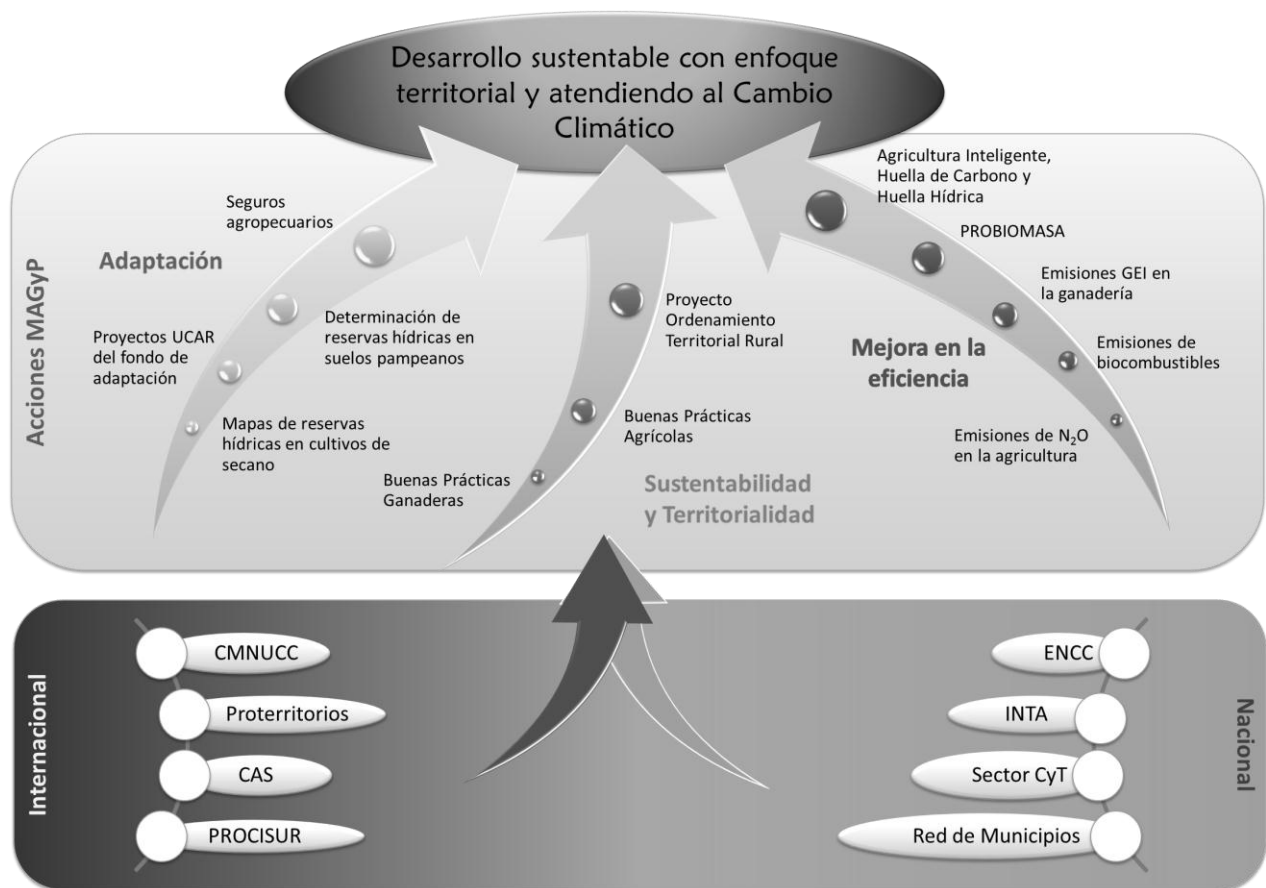 Desarrollo sustentable con enfoque
territorial y atendiendo al Cambio
Climático
Acciones MAGyP
Adaptación
Seguros
agropecuarios
Determinación de
reservas hídricas en
suelos pampeanos
Proyectos UCAR
del fondo de
adaptación
Mapas de reservas
hídricas en cultivos de
secano
Proyecto
Ordenamiento
Territorial Rural
Buenas Prácticas
Agrícolas
Buenas Prácticas
Ganaderas
Sustentabilidad
y Territorialidad
Agricultura Inteligente,
Huella de Carbono y
Huella Hídrica
PROBIOMASA
Emisiones GEI en
la ganadería
Mejora en la
eficiencia
Emisiones de
biocombustibles
Emisiones de N₂O
en la agricultura
Internacional
CMNUCC
Proterritorios
CAS
PROCISUR
Nacional
ENCC
INTA
Sector CyT
Red de Municipios